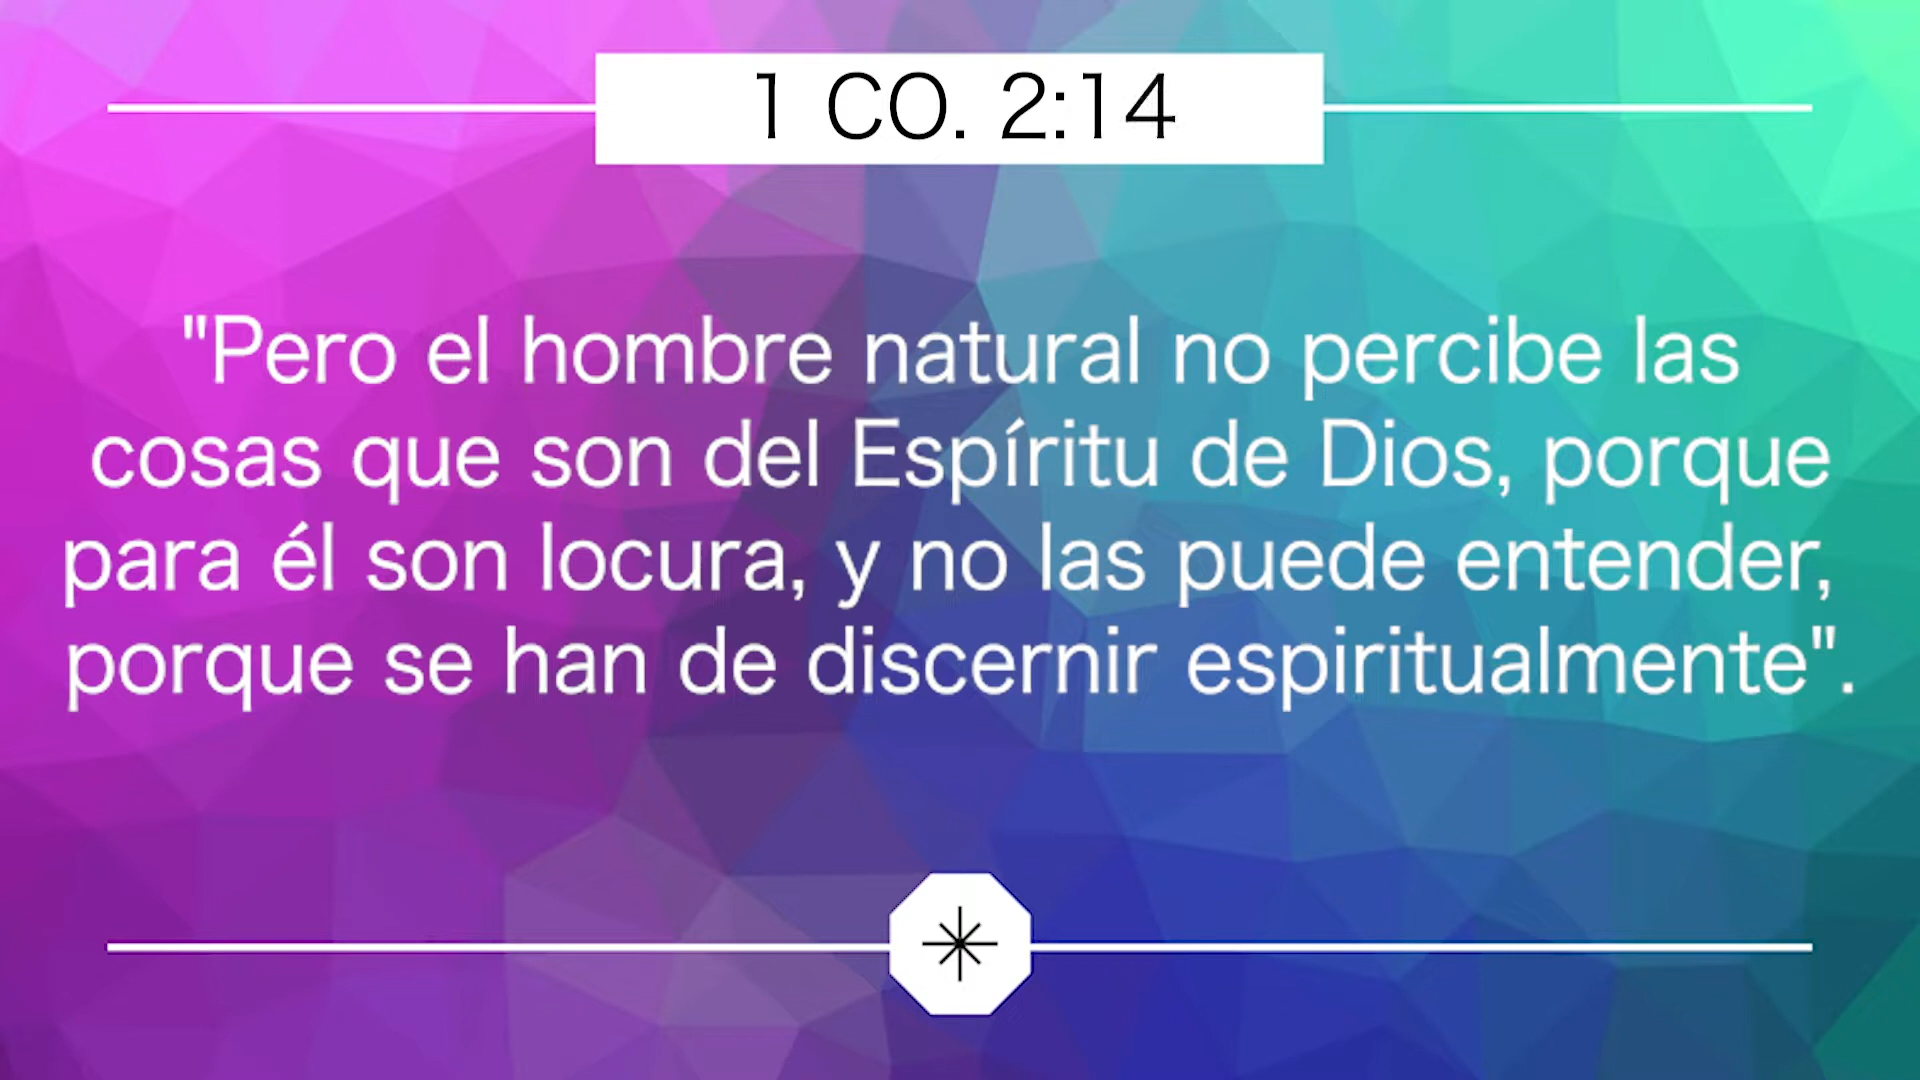 1 CO. 2:14
"Pero el hombre natural no percibe las
cosas que son del Espíritu de Dios, porque
para él son locura, y no las puede entender,
porque se han de discernir espiritualmente".